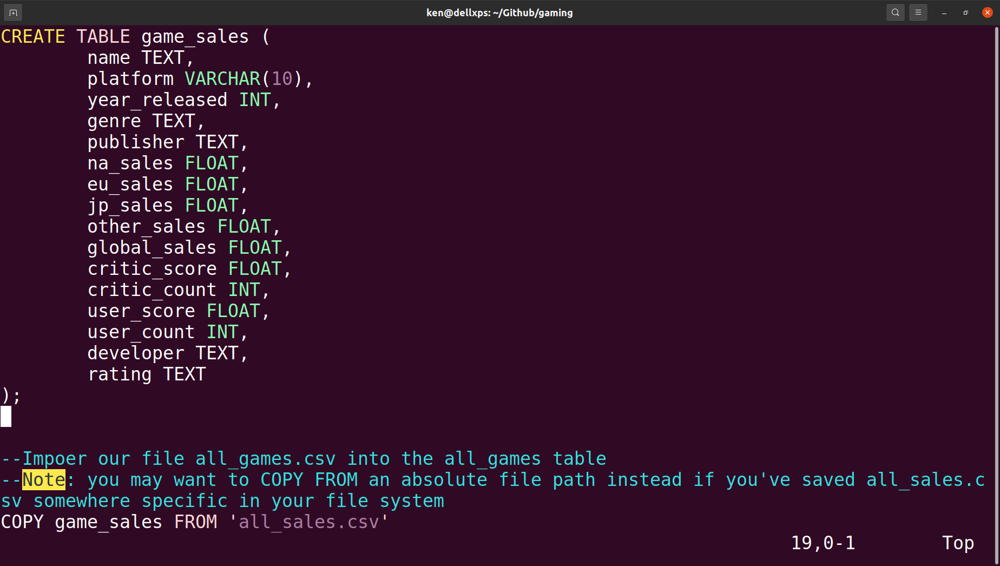 ken@dellxps: ~/Github/gaming
CREATE TABLE game_sales (
        name TEXT,
        platform VARCHAR(10),
        year_released INT,
        genre TEXT,
        publisher TEXT,
        na_sales FLOAT,
        eu_sales FLOAT,
        jp_sales FLOAT,
        other_sales FLOAT,
        global_sales FLOAT,
        critic_score FLOAT,
        critic_count INT,
        user_score FLOAT,
        user_count INT,
        developer TEXT,
        rating TEXT
);
--Impoer our file all_games.csv into the all_games table
--Note: you may want to COPY FROM an absolute file path instead if you've saved all_sales.c
sv somewhere specific in your file system
COPY game_sales FROM 'all_sales.csv'
19,0-1 Top